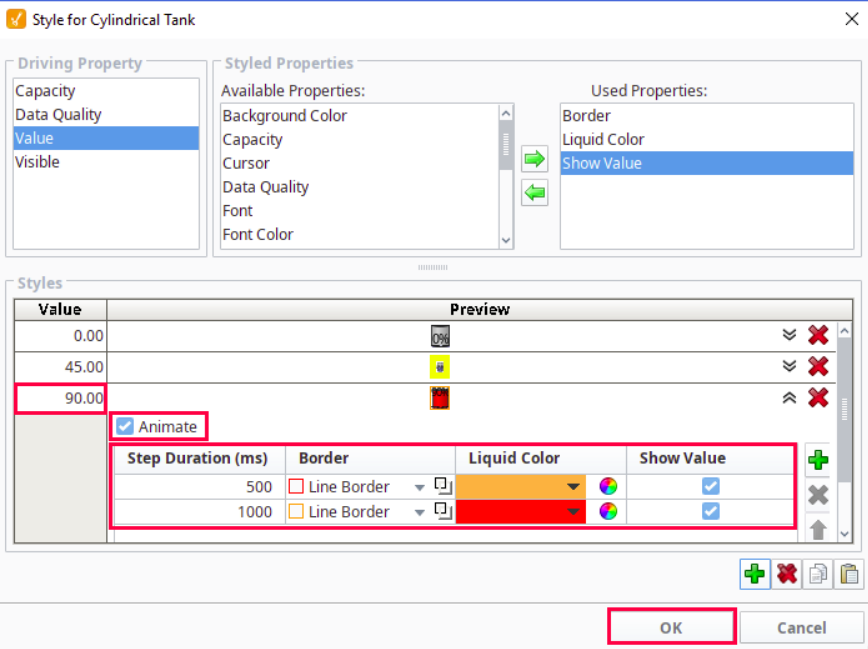 Style for Cylindrical Tank
Driving Property
Capacity
Data Quality
Value
Visible
Styled Properties
Available Properties:
Background Color
Capacity
Cursor
Data Quality
Font
Font Color
Used Properties:
Border
Liquid Color
Show Value
Styles
Value Preview
0.00 0%
45.00
90.00
Animate
Step Duration (ms) Border Liquid Color Show Value
500 Line Border
1000 Line Border
OK Cancel